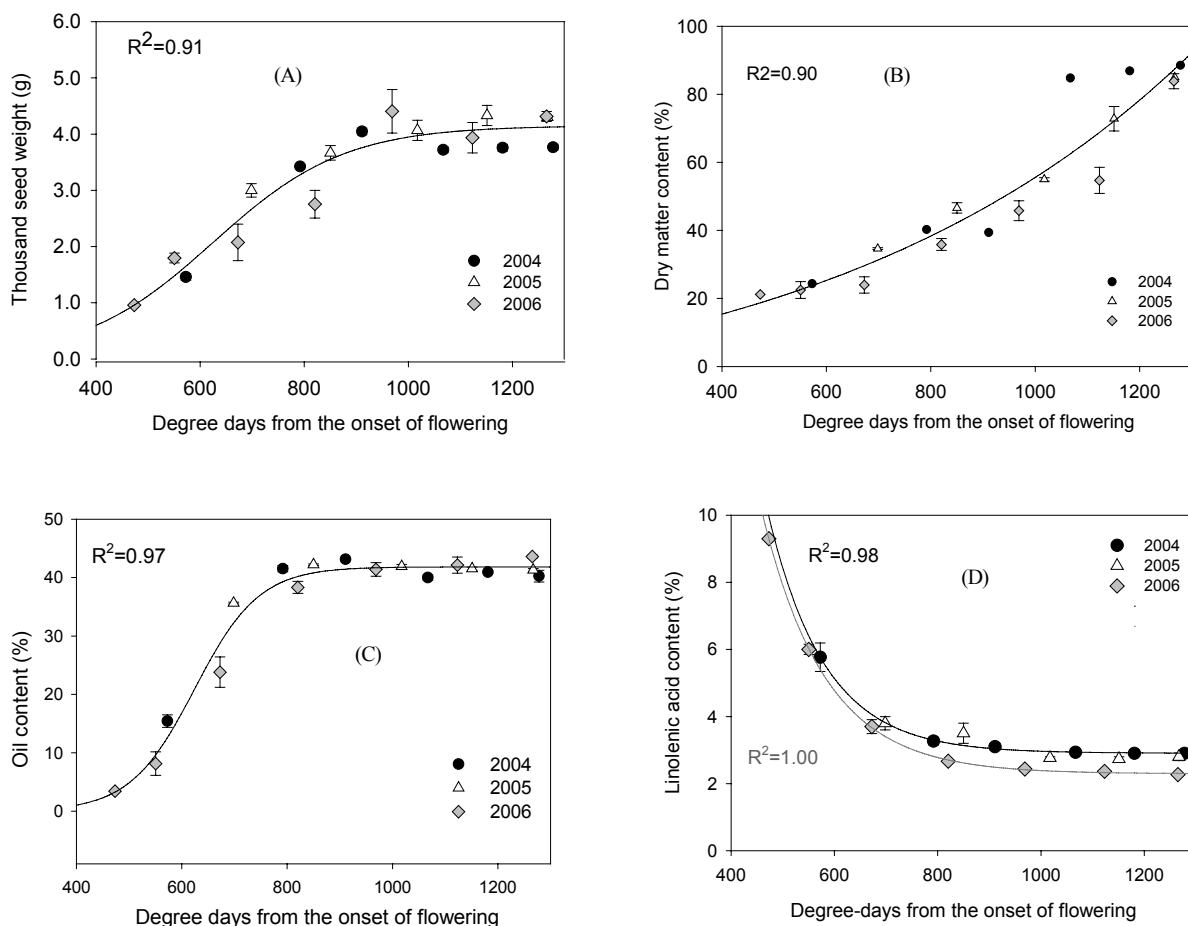 R²=0.91
(A)
Thousand seed weight (g)
6.0
5.0
4.0
3.0
2.0
1.0
0.0
2004
2005
2006
400 600 800 1000 1200
Degree days from the onset of flowering
R2=0.90
(B)
Dry matter content (%)
100
80
60
40
20
0
2004
2005
2006
400 600 800 1000 1200
Degree days from the onset of flowering
R²=0.97
(C)
Oil content (%)
50
40
30
20
10
0
2004
2005
2006
400 600 800 1000 1200
Degree days from the onset of flowering
R²=0.98
(D)
R²=1.00
Linolenic acid content (%)
10
8
6
4
2
0
2004
2005
2006
400 600 800 1000 1200
Degree-days from the onset of flowering